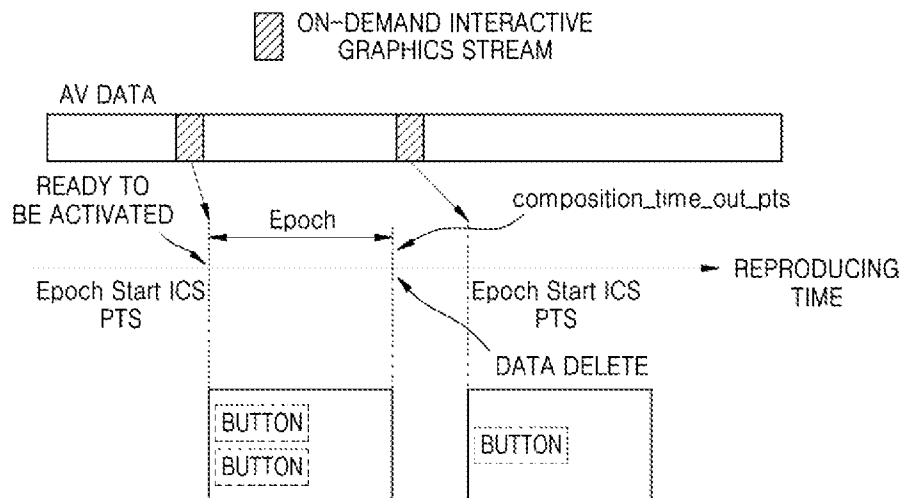 ON-DEMAND INTERACTIVE
GRAPHICS STREAM
AV DATA
READY TO
BE ACTIVATED
Epoch
composition_time_out_pts
REPRODUCING
TIME
Epoch Start ICS
PTS
Epoch Start ICS
PTS
DATA DELETE
BUTTON
BUTTON
BUTTON